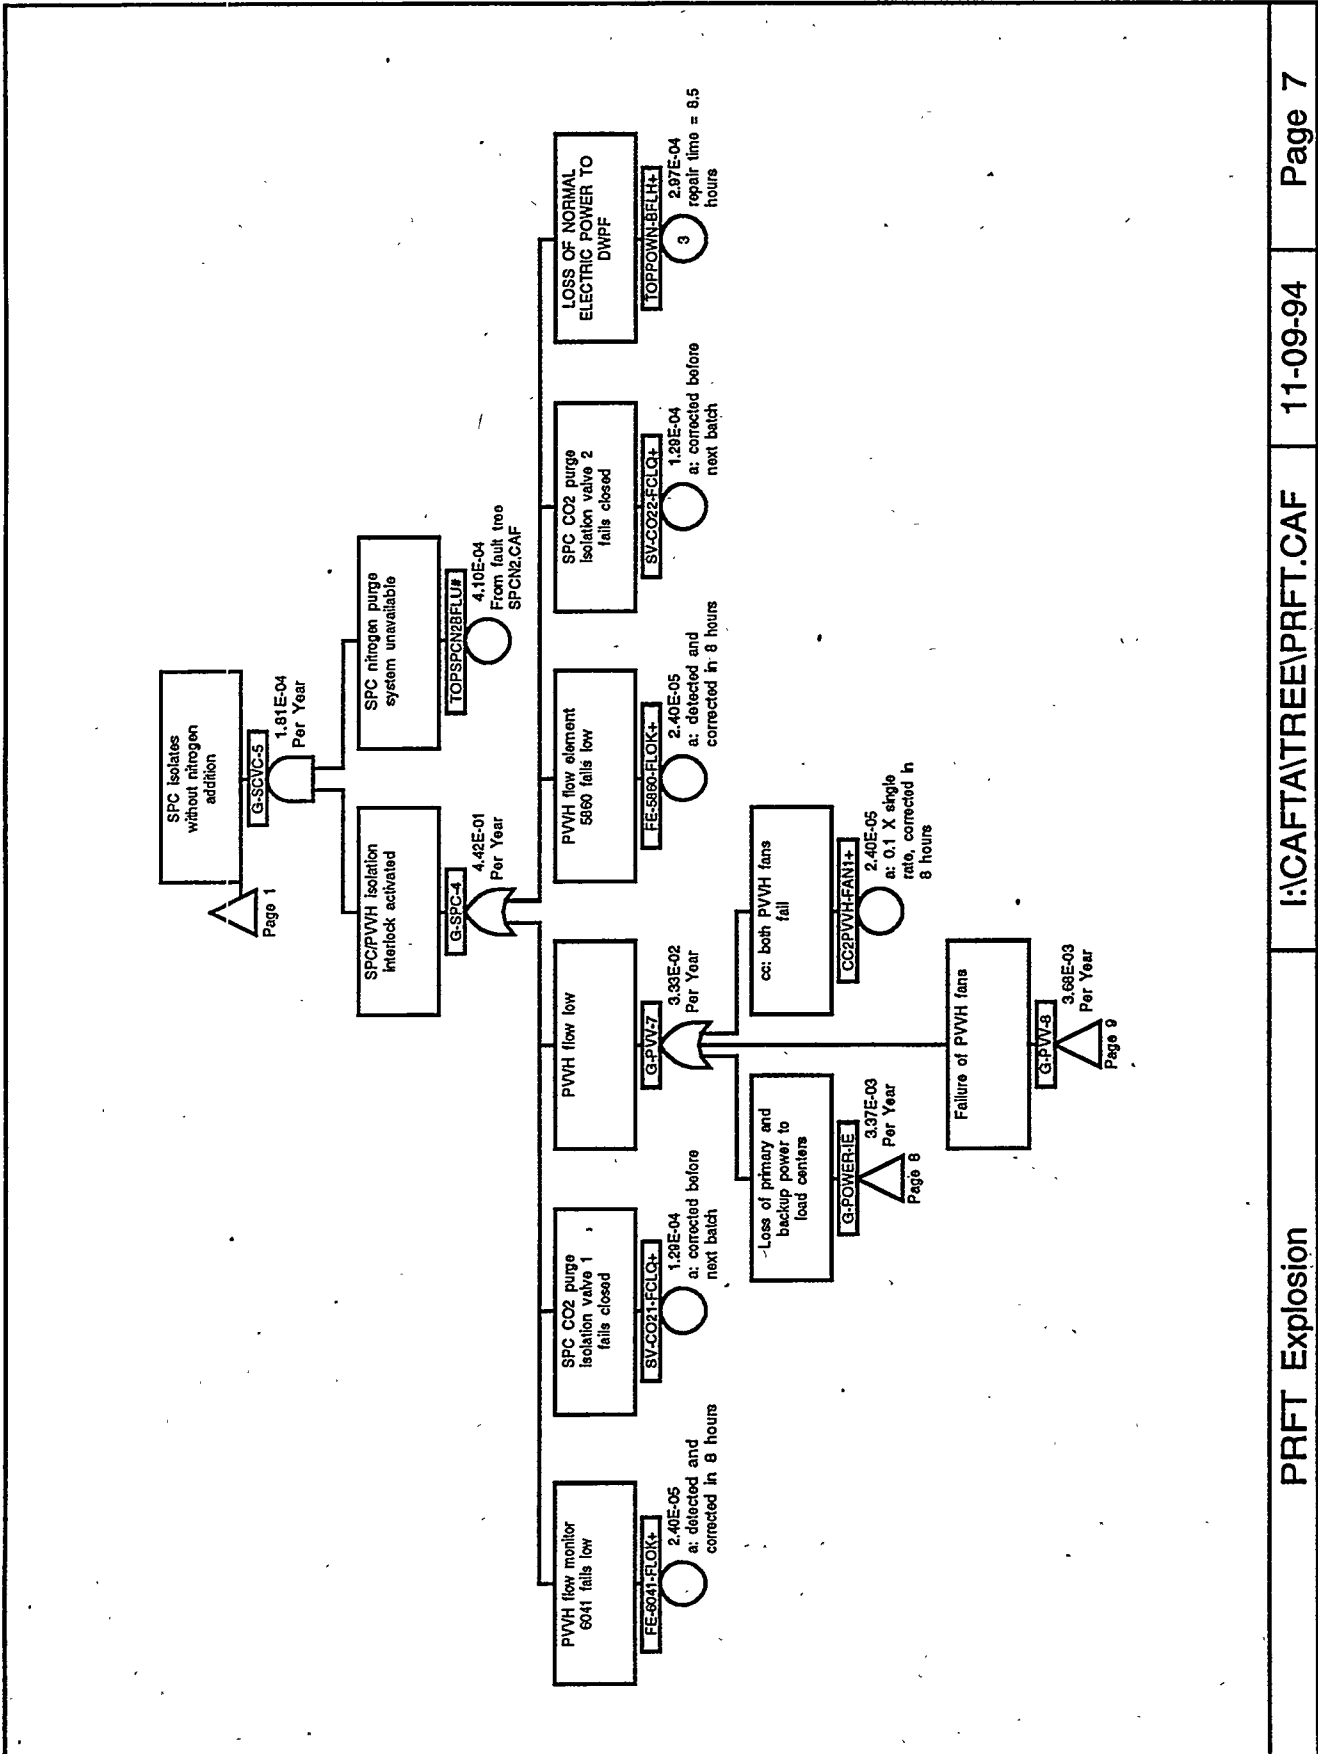 SPC isolates
without nitrogen
addition
G-SCVC-5
1.81E-04
Per Year
Page 1
SPC/PVVH isolation
interlock activated
G-SPC-4
4.42E-01
Per Year
SPC nitrogen purge
system unavailable
TOPSPCN2BFLU#
4.10E-04
From fault tree
SPCN2.CAF
PVVH flow monitor
6041 fails low
FE-6041-FLOK+
2.40E-05
a: detected and
corrected in 8 hours
SPC CO2 purge
isolation valve 1
fails closed
SV-CO21-FCLQ+
1.29E-04
a: corrected before
next batch
PVVH flow low
G-PVV-7
3.33E-02
Per Year
PVVH flow element
5860 fails low
FE-5860-FLOK+
2.40E-05
a: detected and
corrected in 8 hours
SPC CO2 purge
isolation valve 2
fails closed
SV-CO22-FCLQ+
1.29E-04
a: corrected before
next batch
LOSS OF NORMAL
ELECTRIC POWER TO
DWPF
TOPPOWN-BFLH+
3
2.97E-04
repair time = 8.5
hours
Loss of primary and
backup power to
load centers
G-POWER-IE
3.37E-03
Per Year
Page 8
cc: both PVVH fans
fail
CC2PVVH-FAN1+
2.40E-05
a: 0.1 X single
rate, corrected in
8 hours
Failure of PVVH fans
G-PVV-8
3.68E-03
Per Year
Page 9
PRFT Explosion
I:\CAFTA\TREE\PRFT.CAF
11-09-94
Page 7